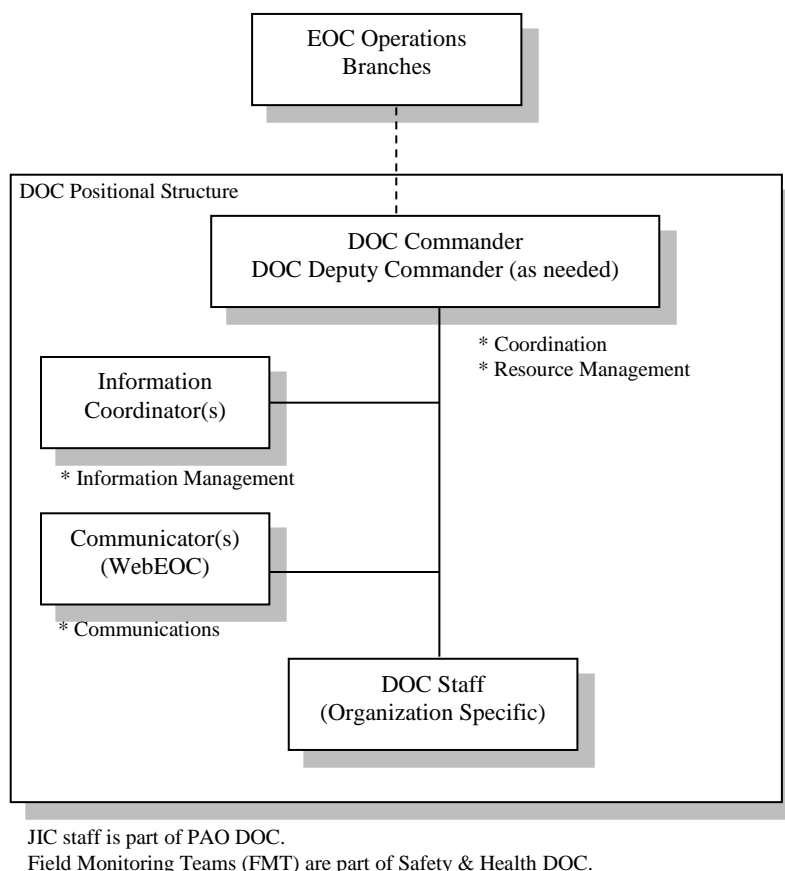 EOC Operations
Branches
DOC Positional Structure
DOC Commander
DOC Deputy Commander (as needed)
* Coordination
* Resource Management
Information
Coordinator(s)
* Information Management
Communicator(s)
(WebEOC)
* Communications
DOC Staff
(Organization Specific)
JIC staff is part of PAO DOC.
Field Monitoring Teams (FMT) are part of Safety & Health DOC.